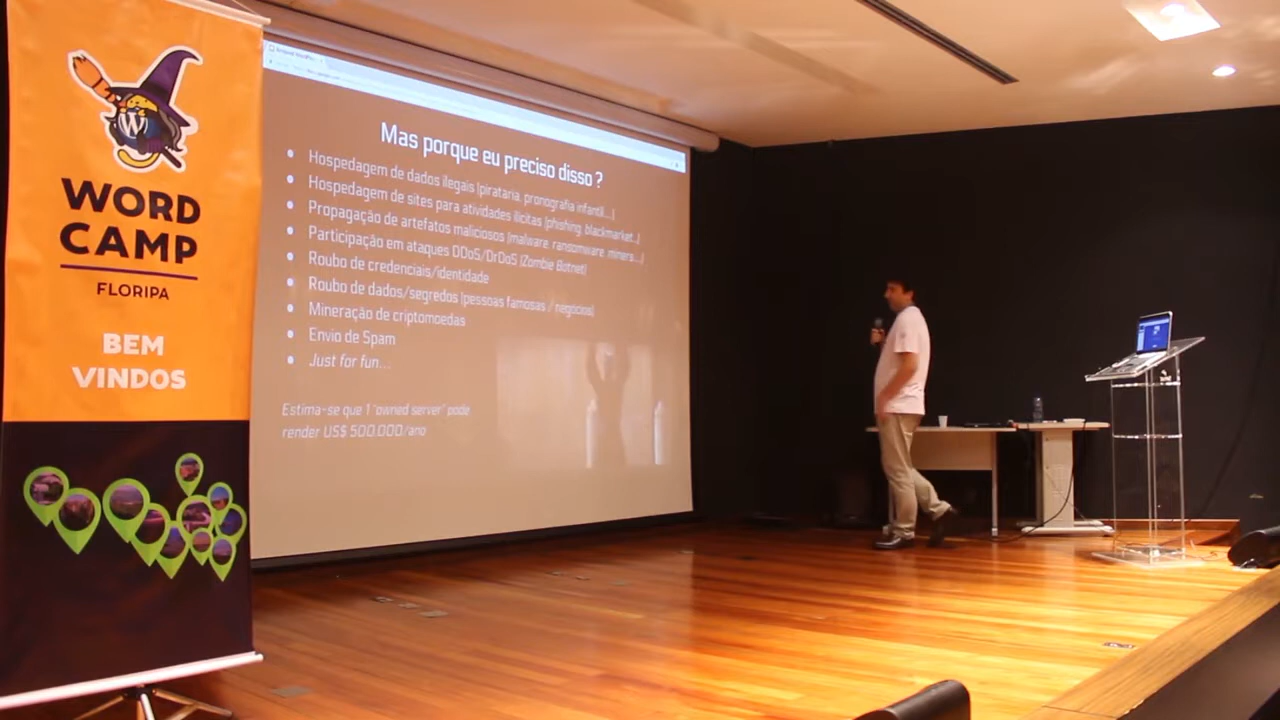 WORD
CAMP
FLORIPA
BEM
VINDOS
Mas porque eu preciso disso ?
Hospedagem de dados ilegais (pirataria, pronografia infantil...)
Hospedagem de sites para atividades ilícitas (phishing, blackmarket...)
Propagação de artefatos maliciosos (malware, ransomware, miners...)
Participação em ataques DDoS/DrDoS (Zombie Botnet)
Roubo de credenciais/identidade
Roubo de dados/segredos (pessoas famosas / negócios)
Mineração de criptomoedas
Envio de Spam
Just for fun...
Estima-se que 1 "owned server" pode
render US$ 500.000/ano